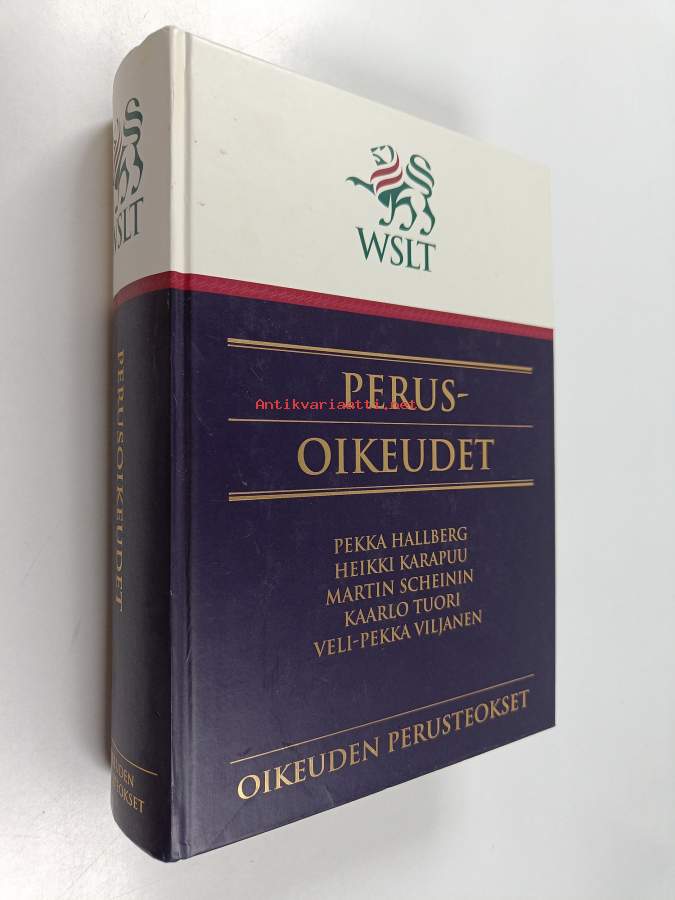 WSLT
PERUS-
Antikvariaatti.net
OIKEUDET
PEKKA HALLBERG
HEIKKI KARAPUU
MARTIN SCHEININ
KAARLO TUORI
VELI-PEKKA VILJANEN
OIKEUDEN PERUSTEOKSET
WSLT
PERUSOIKEUDET